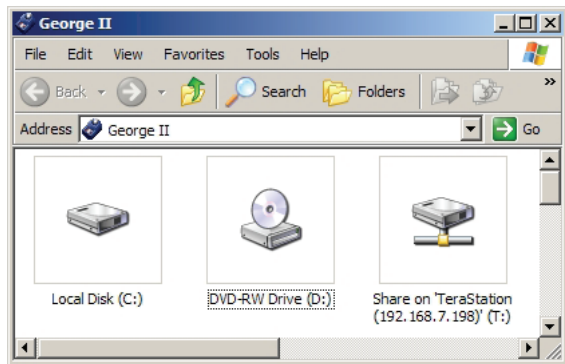 George II
File Edit View Favorites Tools Help
Back Search Folders »
Address George II Go
Local Disk (C:) DVD-RW Drive (D:) Share on 'TeraStation
(192.168.7.198)' (T:)